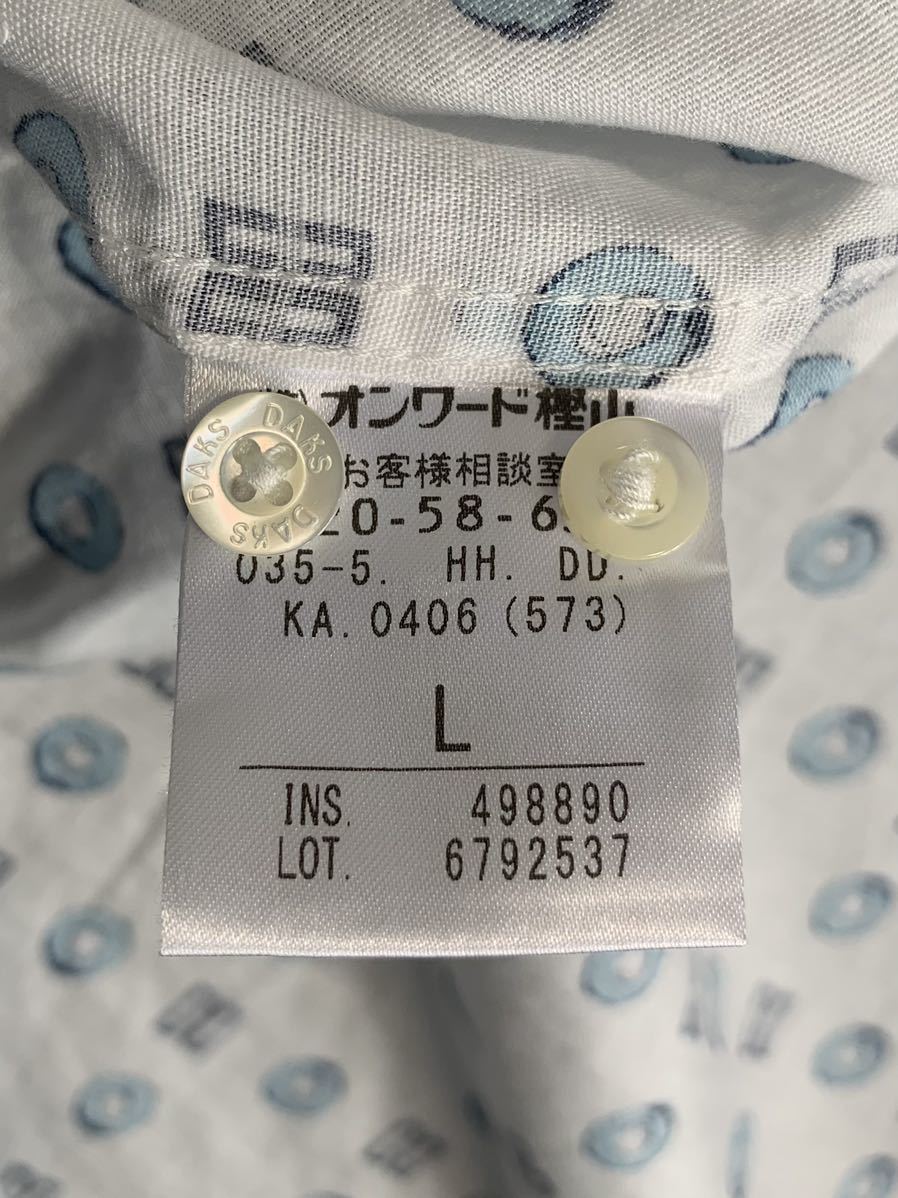 オンワード樫山
お客様相談室
20-58-6
035-5. HH. DD.
KA. 0406 (573)
L
INS. 498890
LOT. 6792537
DAKS DAKS DAKS